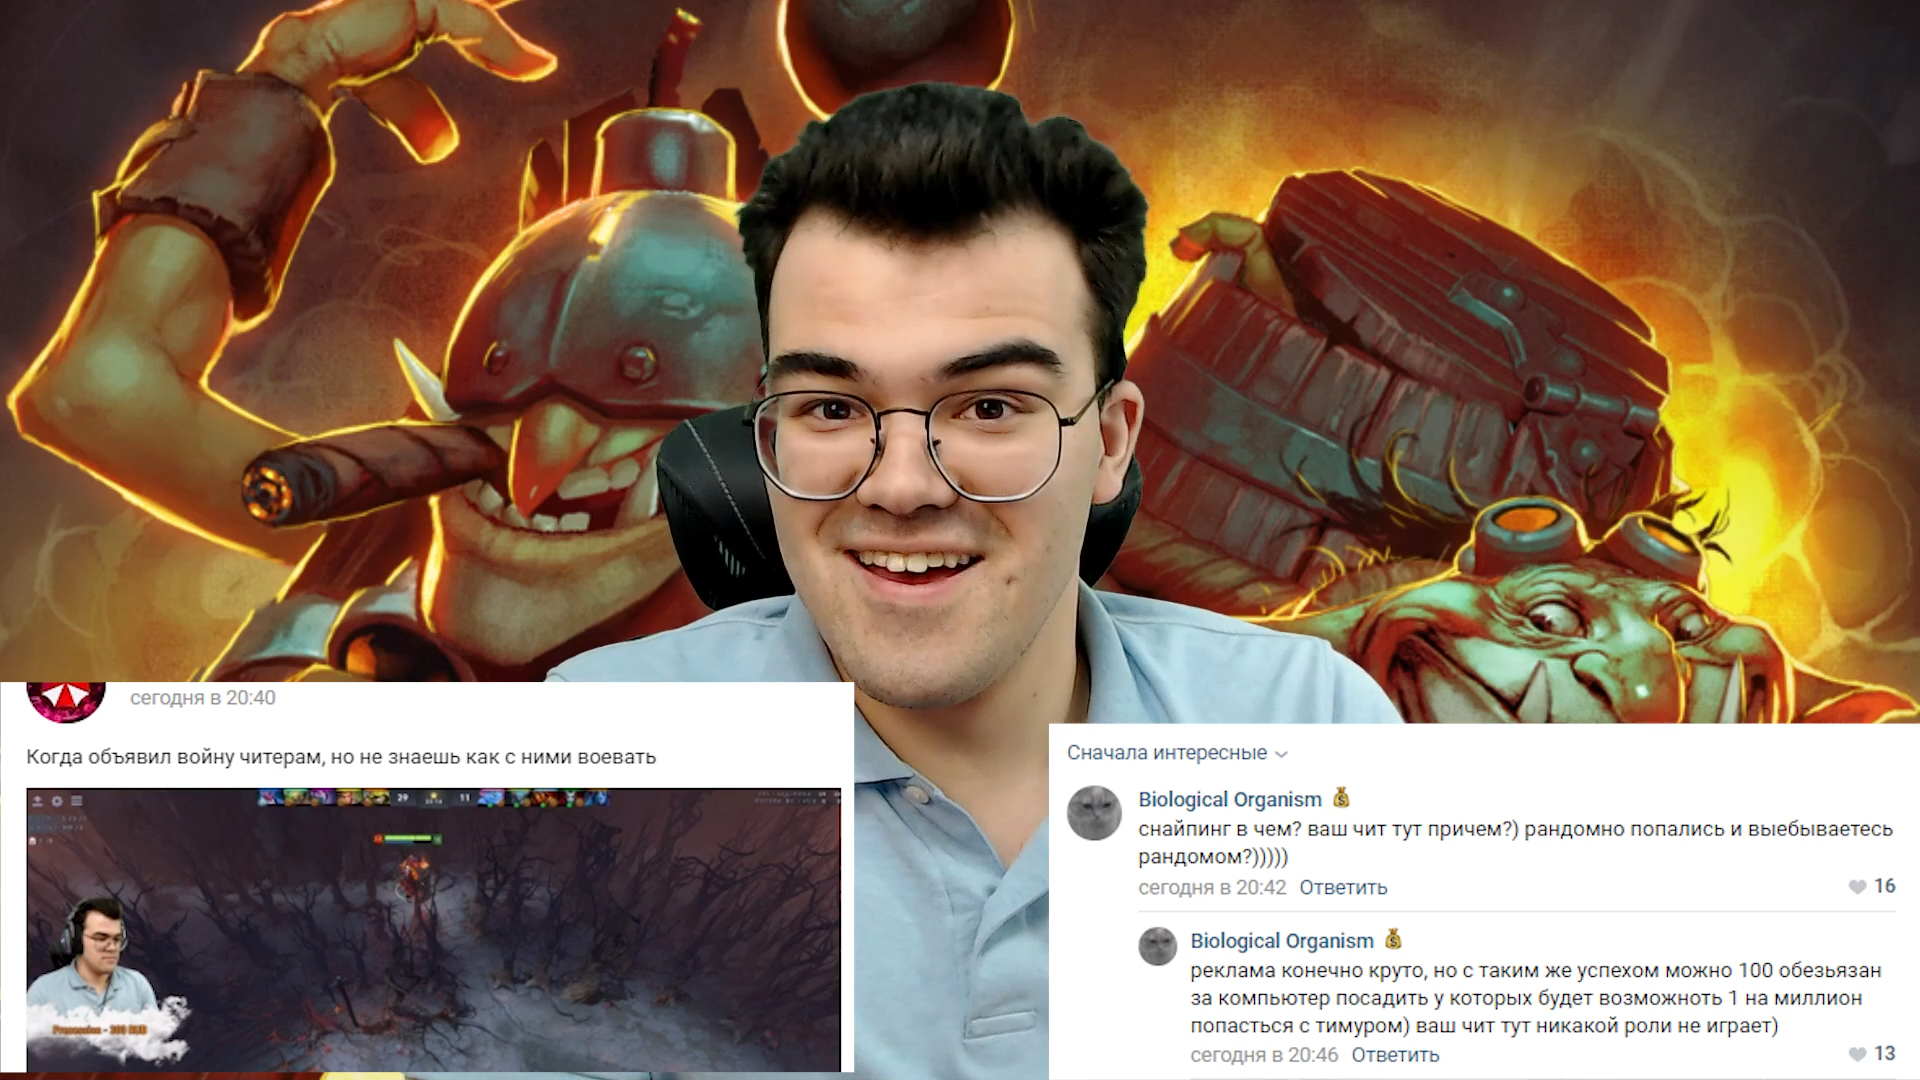 сегодня в 20:40
Когда объявил войну читерам, но не знаешь как с ними воевать
29
11
Сначала интересные
Biological Organism
снайпинг в чем? ваш чит тут причем?) рандомно попались и выебываетесь
рандомом?)))))
сегодня в 20:42 Ответить
16
Biological Organism
реклама конечно круто, но с таким же успехом можно 100 обезьязан
за компьютер посадить у которых будет возможноть 1 на миллион
попасться с тимуром) ваш чит тут никакой роли не играет)
сегодня в 20:46 Ответить
13